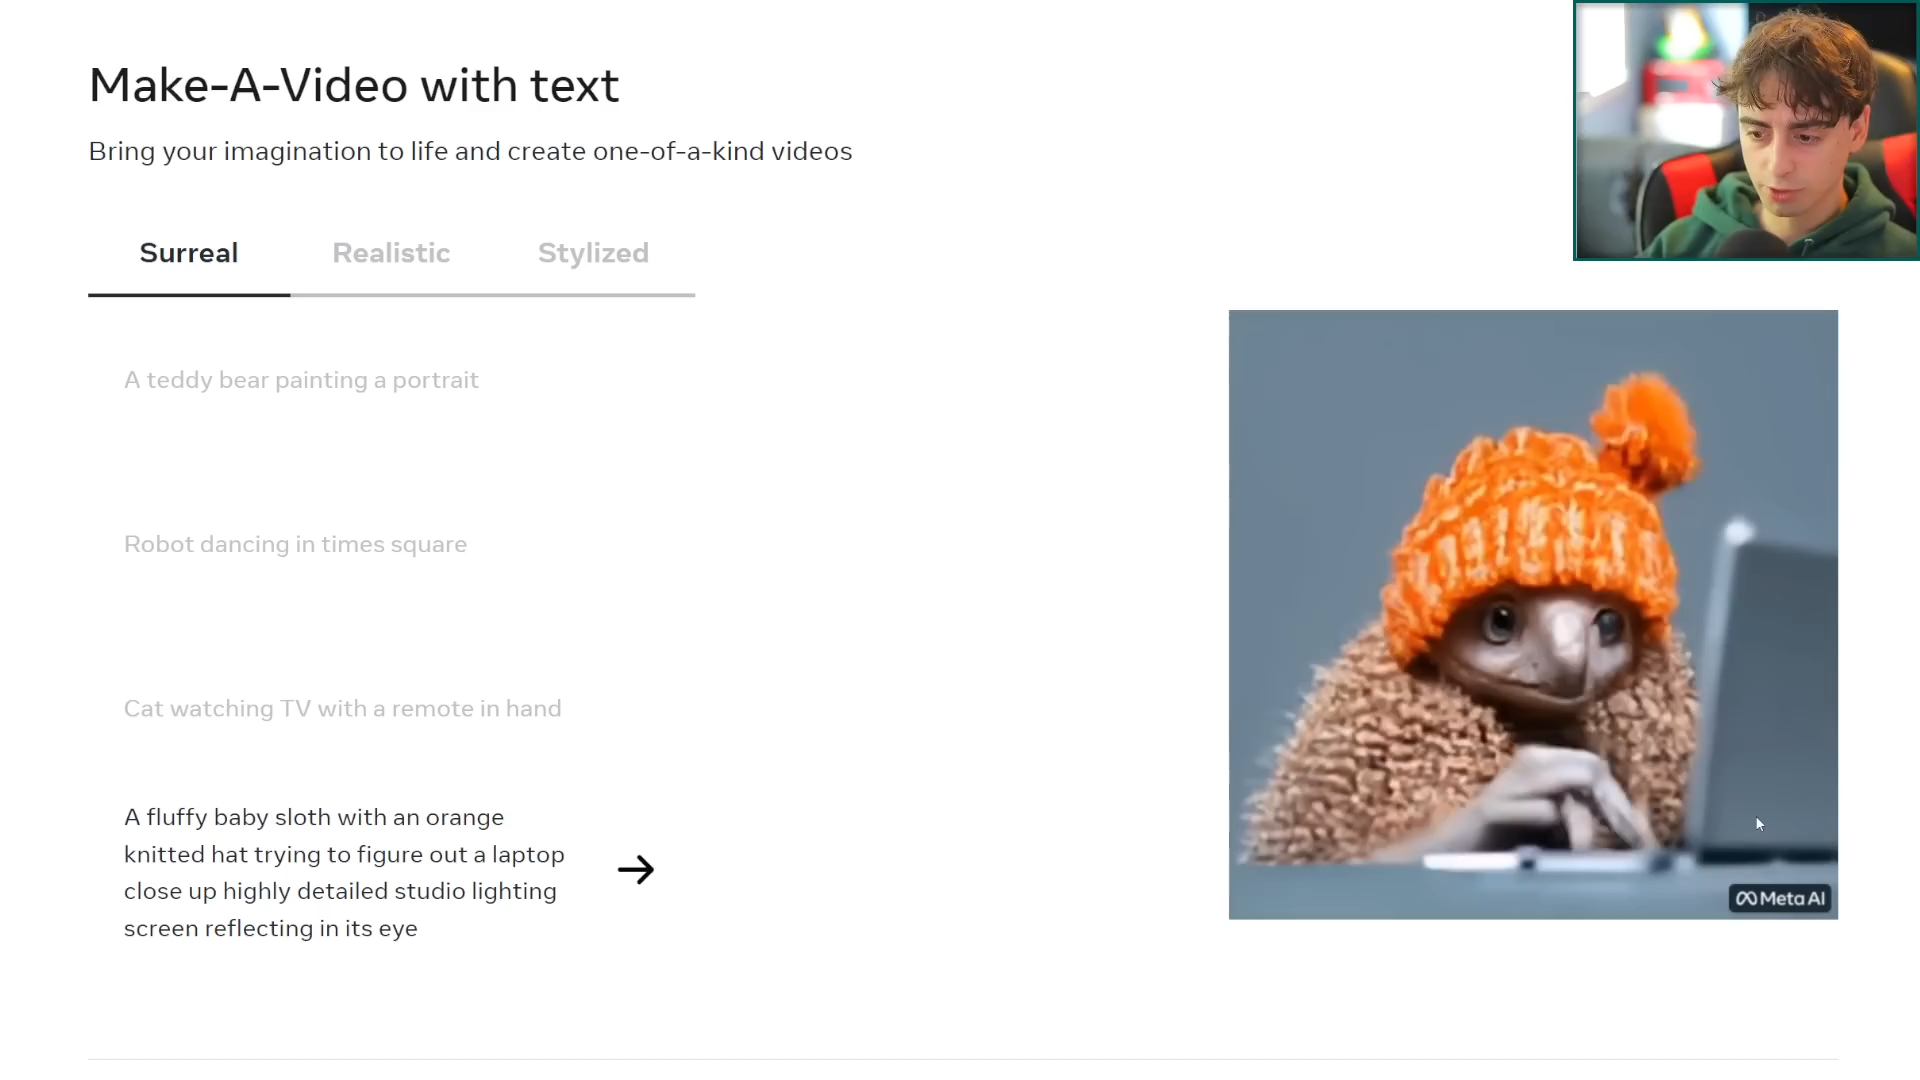 Make-A-Video with text
Bring your imagination to life and create one-of-a-kind videos
Surreal
Realistic
Stylized
A teddy bear painting a portrait
Robot dancing in times square
Cat watching TV with a remote in hand
A fluffy baby sloth with an orange
knitted hat trying to figure out a laptop
close up highly detailed studio lighting
screen reflecting in its eye
Meta AI